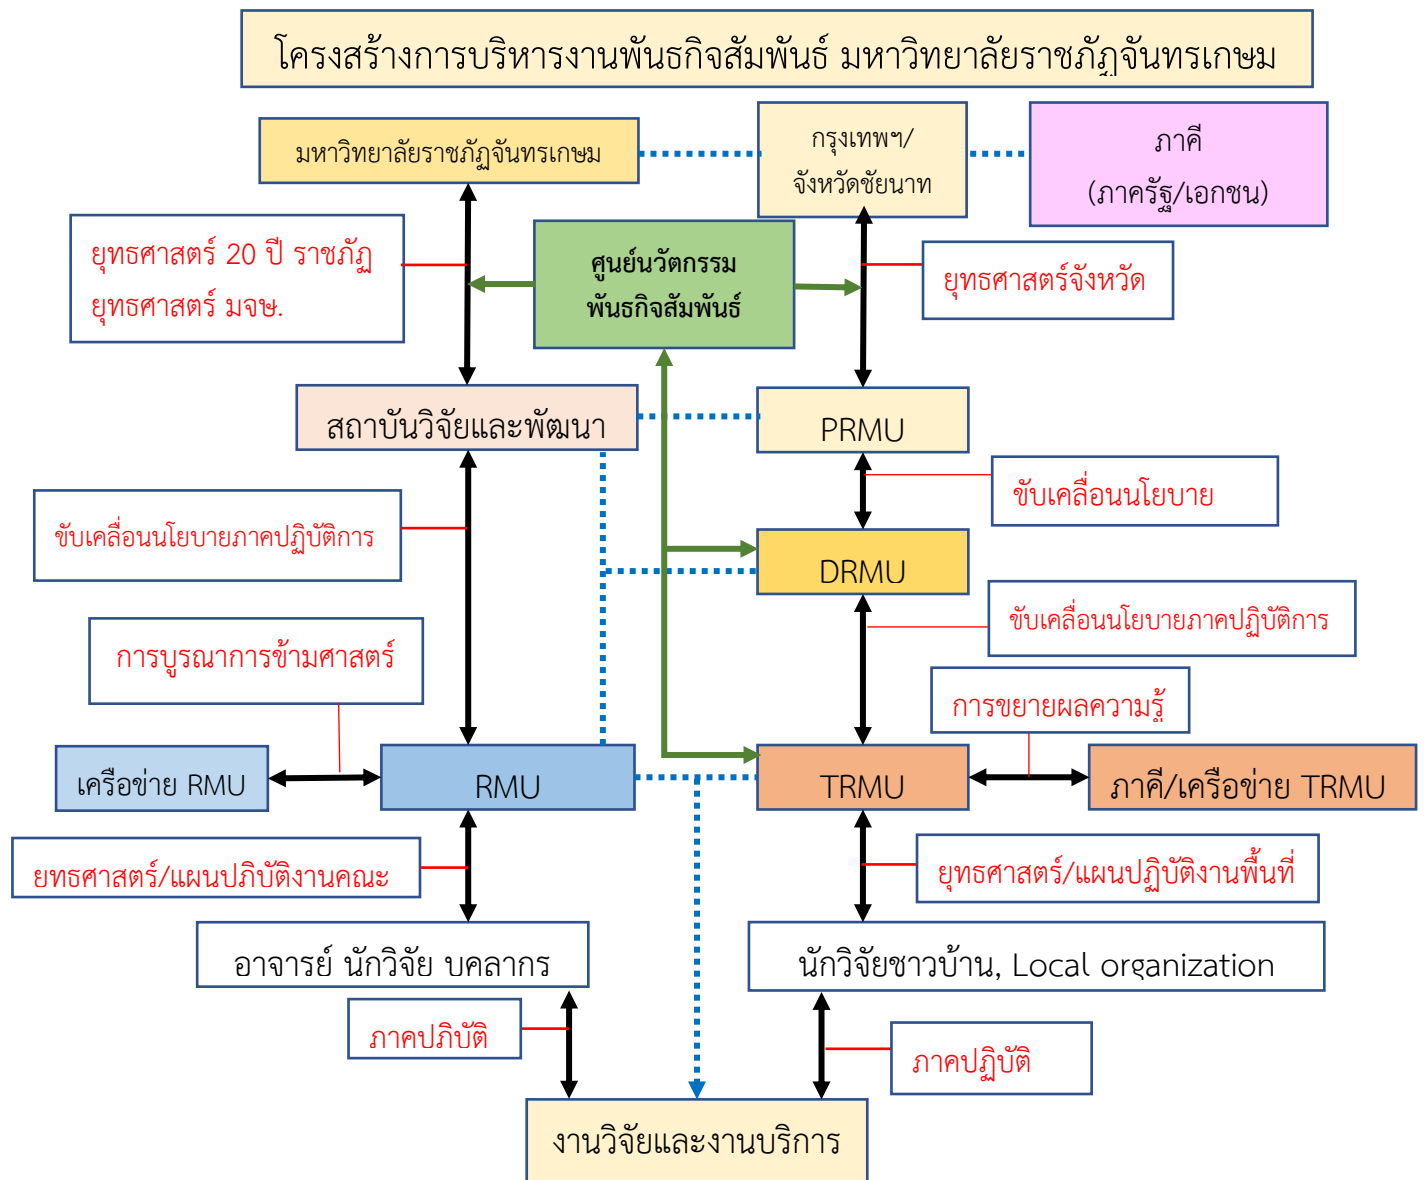 โครงสร้างการบริหารงานพันธกิจสัมพันธ์ มหาวิทยาลัยราชภัฏจันทรเกษม
มหาวิทยาลัยราชภัฏจันทรเกษม
กรุงเทพฯ/
จังหวัดชัยนาท
ภาคี
(ภาครัฐ/เอกชน)
ยุทธศาสตร์ 20 ปี ราชภัฏ
ยุทธศาสตร์ มจษ.
ศูนย์นวัตกรรม
พันธกิจสัมพันธ์
ยุทธศาสตร์จังหวัด
สถาบันวิจัยและพัฒนา
PRMU
ขับเคลื่อนนโยบาย
ขับเคลื่อนนโยบายภาคปฏิบัติการ
DRMU
ขับเคลื่อนนโยบายภาคปฏิบัติการ
การบูรณาการข้ามศาสตร์
การขยายผลความรู้
เครือข่าย RMU
RMU
TRMU
ภาคี/เครือข่าย TRMU
ยุทธศาสตร์/แผนปฏิบัติงานคณะ
ยุทธศาสตร์/แผนปฏิบัติงานพื้นที่
อาจารย์ นักวิจัย บุคลากร
นักวิจัยชาวบ้าน, Local organization
ภาคปฏิบัติ
ภาคปฏิบัติ
งานวิจัยและงานบริการ